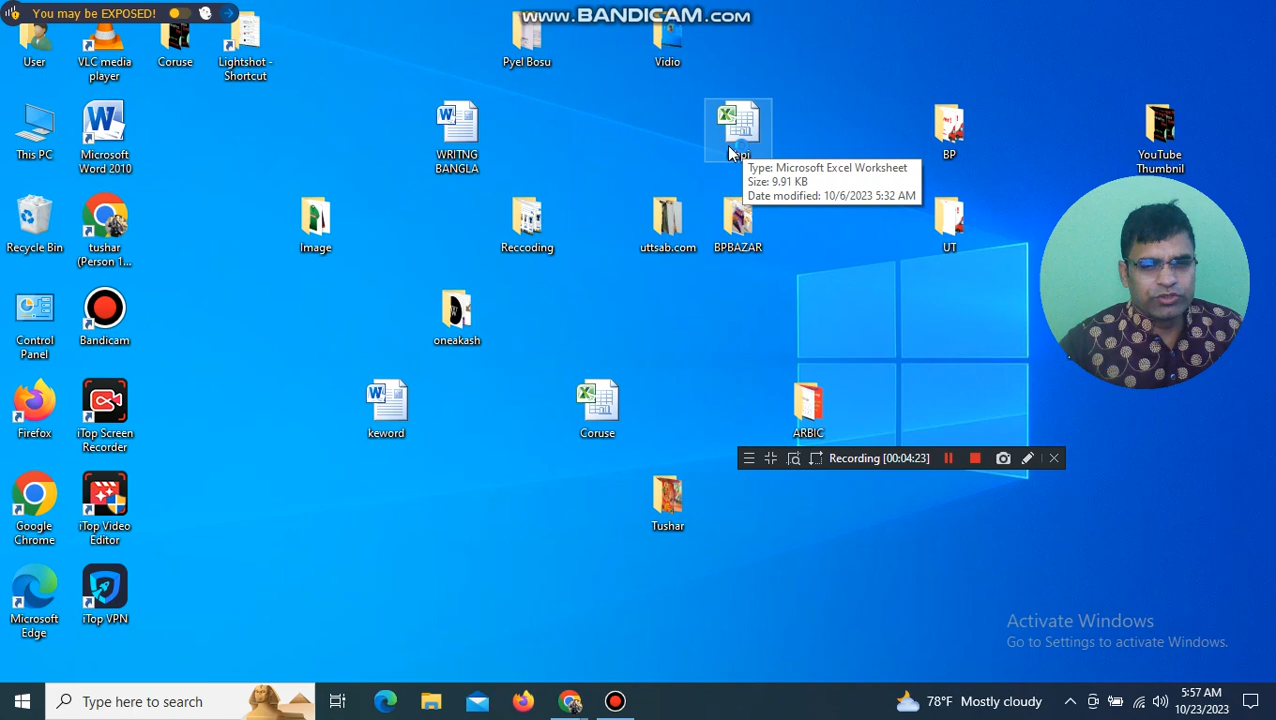 You may be EXPOSED!
www.BANDICAM.com
User
VLC media
player
Coruse
Lightshot -
Shortcut
Pyel Bosu
Vidio
This PC
Microsoft
Word 2010
WRITNG
BANGLA
BP
YouTube
Thumbnil
Type: Microsoft Excel Worksheet
Size: 9.91 KB
Date modified: 10/6/2023 5:32 AM
Recycle Bin
tushar
(Person 1...
Image
Reccoding
uttsab.com
BPBAZAR
UT
Control
Panel
Bandicam
oneakash
Firefox
iTop Screen
Recorder
keword
Coruse
ARBIC
Recording [00:04:23]
Google
Chrome
iTop Video
Editor
Tushar
Microsoft
Edge
iTop VPN
Activate Windows
Go to Settings to activate Windows.
Type here to search
78°F Mostly cloudy
5:57 AM
10/23/2023